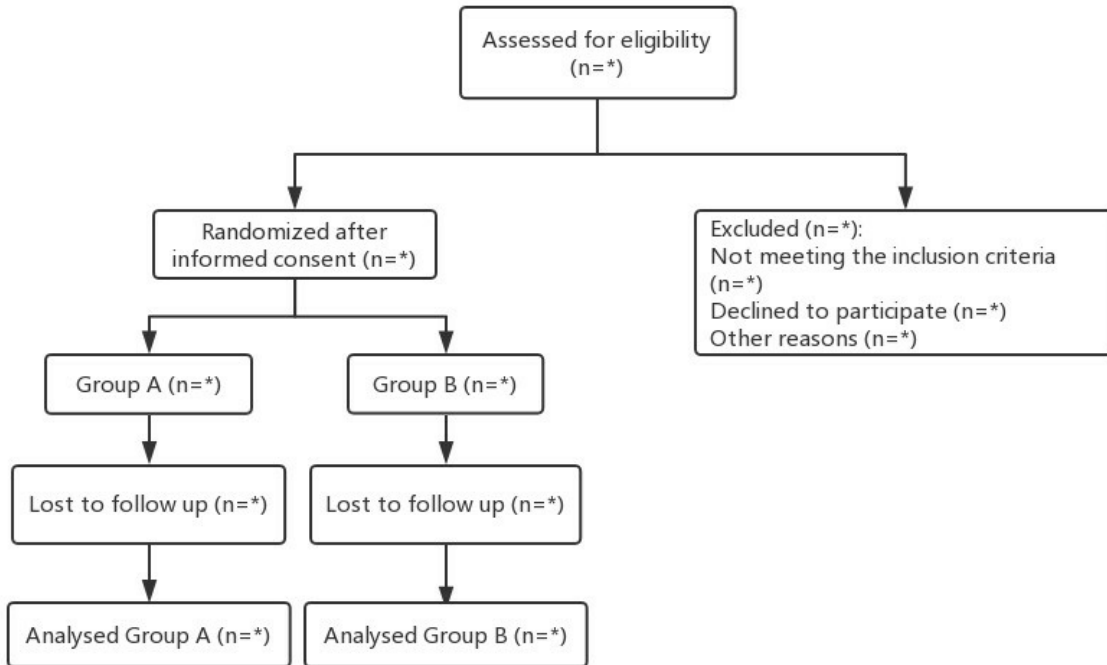 Assessed for eligibility
(n=*)
Randomized after
informed consent (n=*)
Excluded (n=*):
Not meeting the inclusion criteria
(n=*)
Declined to participate (n=*)
Other reasons (n=*)
Group A (n=*)
Group B (n=*)
Lost to follow up (n=*)
Lost to follow up (n=*)
Analysed Group A (n=*)
Analysed Group B (n=*)